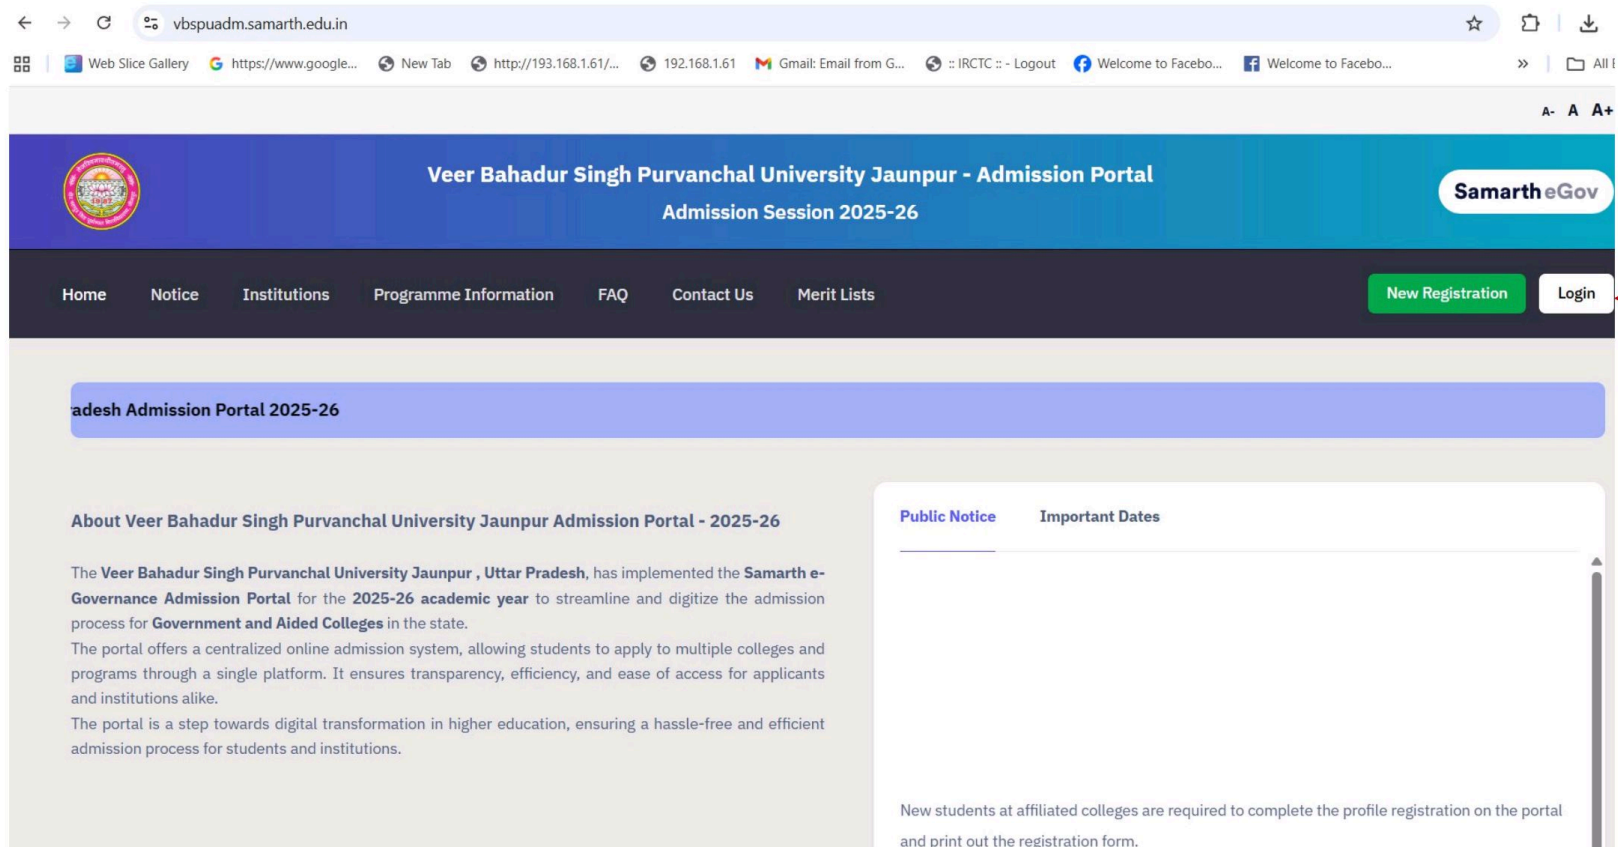 vbspuadm.samarth.edu.in
Web Slice Gallery https://www.google... New Tab http://193.168.1.61/... 192.168.1.61 Gmail: Email from G... :: IRCTC :: - Logout Welcome to Facebo... Welcome to Facebo... » All
A- A A+
Veer Bahadur Singh Purvanchal University Jaunpur - Admission Portal
Admission Session 2025-26
Samarth eGov
Home Notice Institutions Programme Information FAQ Contact Us Merit Lists New Registration Login
adesh Admission Portal 2025-26
About Veer Bahadur Singh Purvanchal University Jaunpur Admission Portal - 2025-26
The Veer Bahadur Singh Purvanchal University Jaunpur , Uttar Pradesh, has implemented the Samarth e-
Governance Admission Portal for the 2025-26 academic year to streamline and digitize the admission
process for Government and Aided Colleges in the state.
The portal offers a centralized online admission system, allowing students to apply to multiple colleges and
programs through a single platform. It ensures transparency, efficiency, and ease of access for applicants
and institutions alike.
The portal is a step towards digital transformation in higher education, ensuring a hassle-free and efficient
admission process for students and institutions.
Public Notice Important Dates
New students at affiliated colleges are required to complete the profile registration on the portal
and print out the registration form.